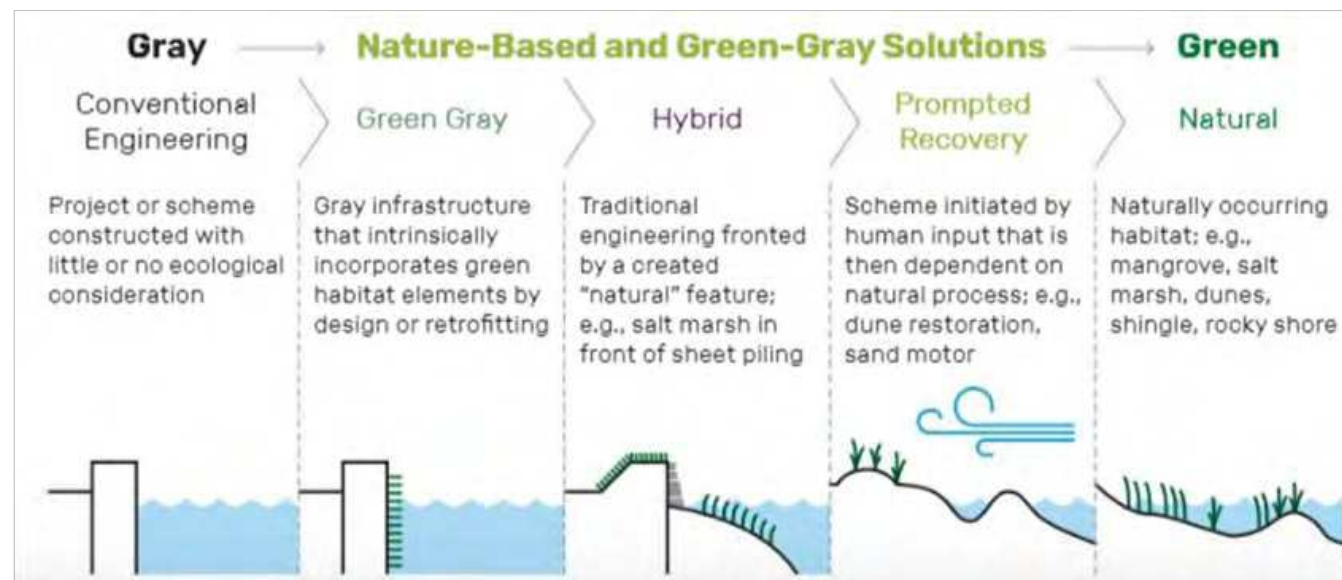 Gray
Nature-Based and Green-Gray Solutions
Green
Conventional
Engineering
Green Gray
Hybrid
Prompted
Recovery
Natural
Project or scheme
constructed with
little or no ecological
consideration
Gray infrastructure
that intrinsically
incorporates green
habitat elements by
design or retrofitting
Traditional
engineering fronted
by a created
"natural" feature;
e.g., salt marsh in
front of sheet piling
Scheme initiated by
human input that is
then dependent on
natural process; e.g.,
dune restoration,
sand motor
Naturally occurring
habitat; e.g.,
mangrove, salt
marsh, dunes,
shingle, rocky shore